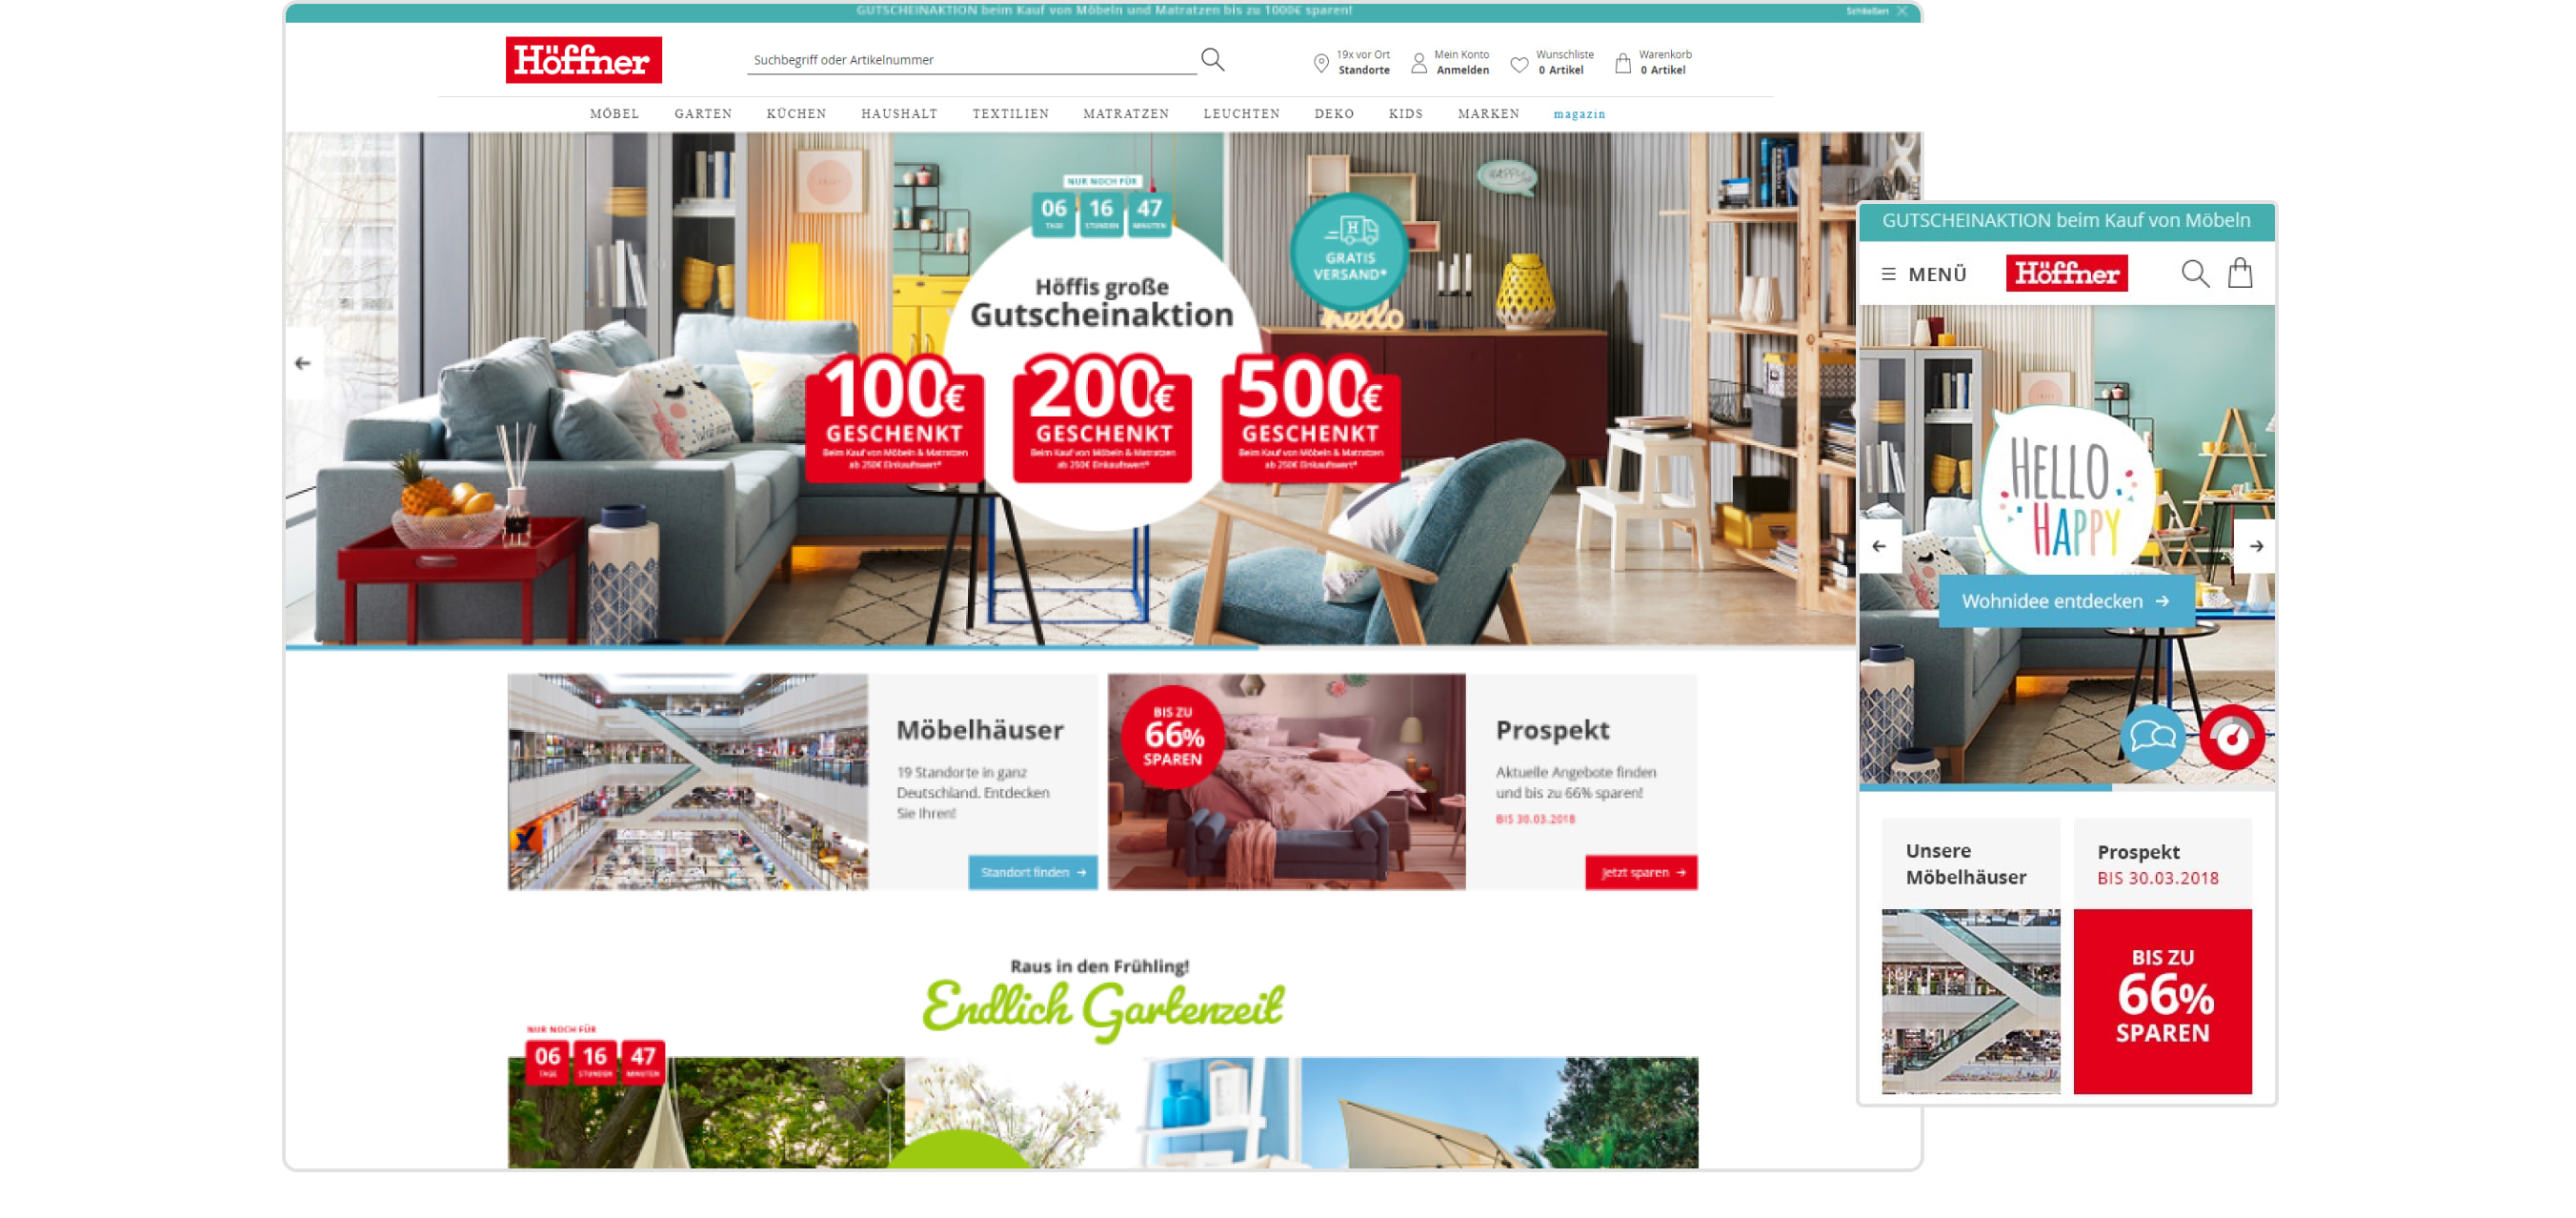 GUTSCHEINAKTION beim Kauf von Möbeln und Matratzen bis zu 1000€ sparen!
Schließen
Höffner
Suchbegriff oder Artikelnummer
19x vor Ort
Standorte
Mein Konto
Anmelden
Wunschliste
0 Artikel
Warenkorb
0 Artikel
MÖBEL GARTEN KÜCHEN HAUSHALT TEXTILIEN MATRATZEN LEUCHTEN DEKO KIDS MARKEN magazin
NUR NOCH FÜR
06 16 47
TAGE STUNDEN MINUTEN
HAPPY
GRATIS
VERSAND*
hello
Höffis große
Gutscheinaktion
100€
GESCHENKT
Beim Kauf von Möbeln & Matratzen
ab 250€ Einkaufswert*
200€
GESCHENKT
Beim Kauf von Möbeln & Matratzen
ab 250€ Einkaufswert*
500€
GESCHENKT
Beim Kauf von Möbeln & Matratzen
ab 250€ Einkaufswert*
Möbelhäuser
19 Standorte in ganz
Deutschland. Entdecken
Sie Ihren!
Standort finden
BIS ZU
66%
SPAREN
Prospekt
Aktuelle Angebote finden
und bis zu 66% sparen!
BIS 30.03.2018
Jetzt sparen
Raus in den Frühling!
Endlich Gartenzeit
NUR NOCH FÜR
06 16 47
TAGE STUNDEN MINUTEN
GUTSCHEINAKTION beim Kauf von Möbeln
MENÜ
Höffner
HELLO
HAPPY
Wohnidee entdecken
Unsere
Möbelhäuser
Prospekt
BIS 30.03.2018
BIS ZU
66%
SPAREN